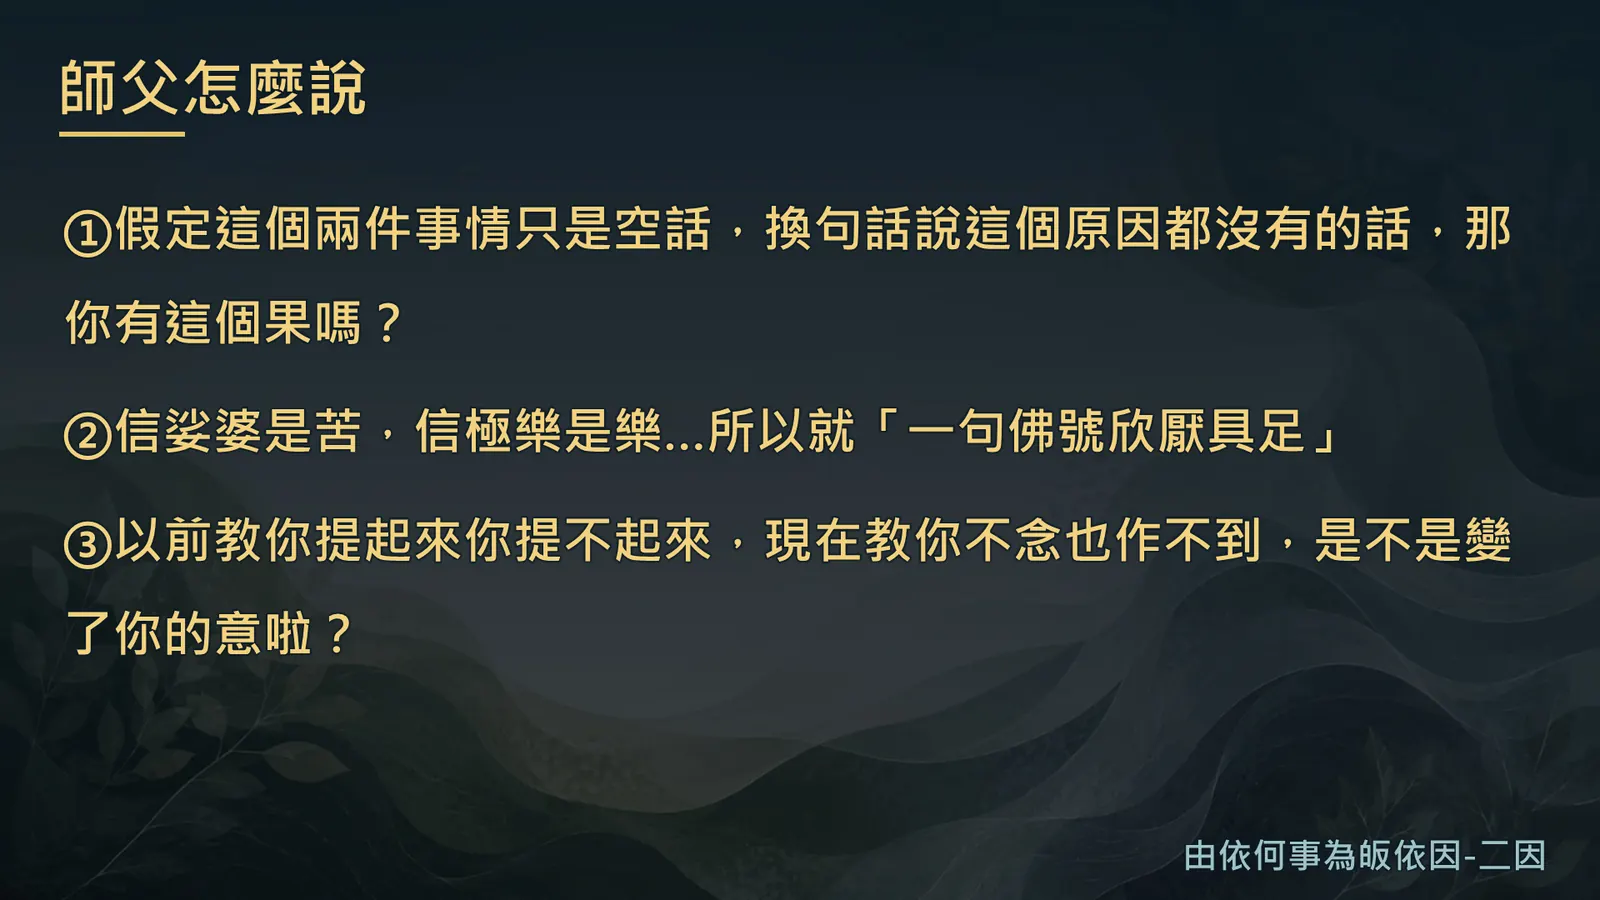 師父怎麼說
①假定這個兩件事情只是空話，換句話說這個原因都沒有的話，那
你有這個果嗎？
②信娑婆是苦，信極樂是樂...所以就「一句佛號欣厭具足」
③以前教你提起來你提不起來，現在教你不念也作不到，是不是變
了你的意啦？
由依何事為皈依因-二因